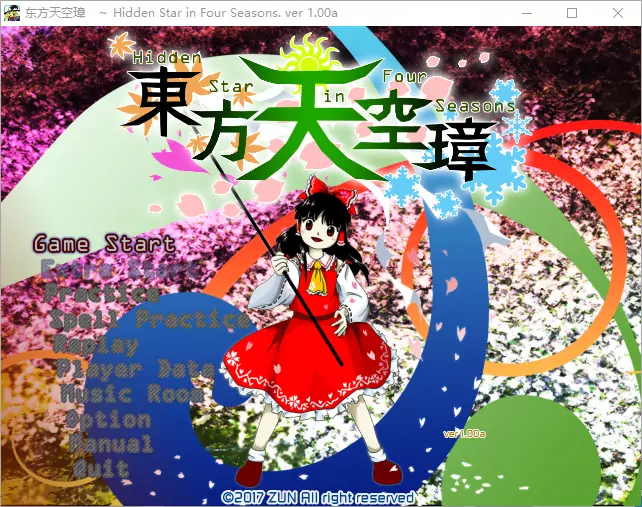 东方天空璋 ~ Hidden Star in Four Seasons. ver 1.00a
Hidden
Star
in
Four
Seasons
東方天空璋
Game Start
Extra Start
Practice
Spell Practice
Replay
Player Data
Music Room
Option
Manual
Quit
ver1.00a
©2017 ZUN All right reserved